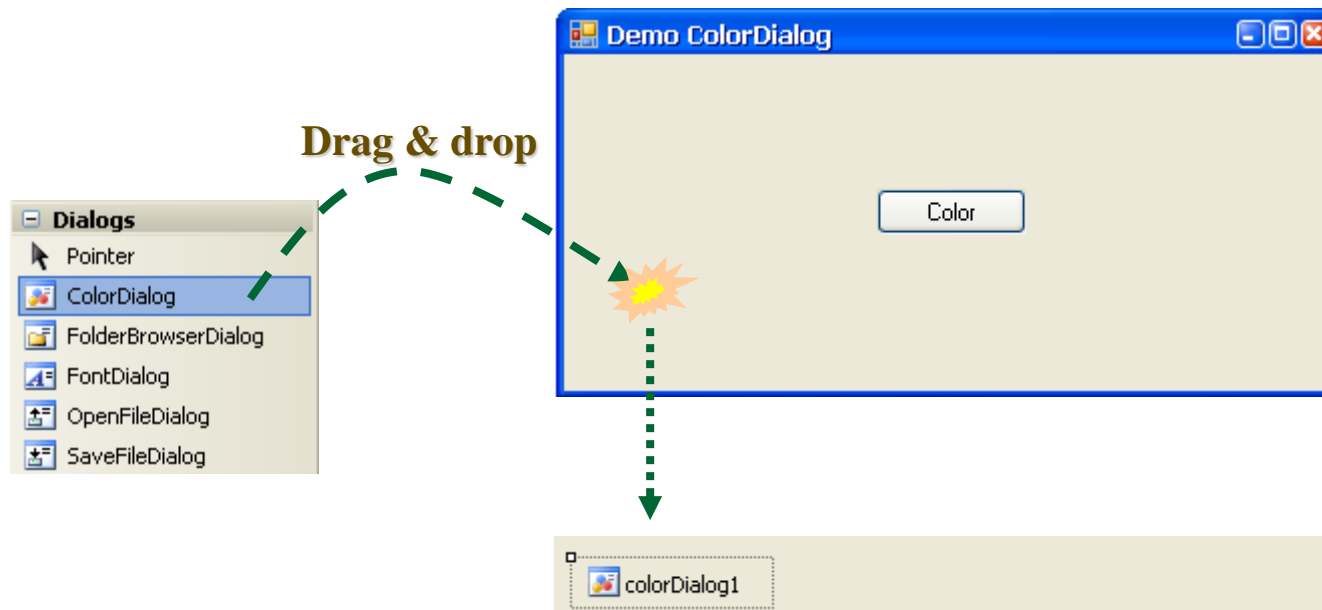 Demo ColorDialog
Drag & drop
Color
Dialogs
Pointer
ColorDialog
FolderBrowserDialog
FontDialog
OpenFileDialog
SaveFileDialog
colorDialog1